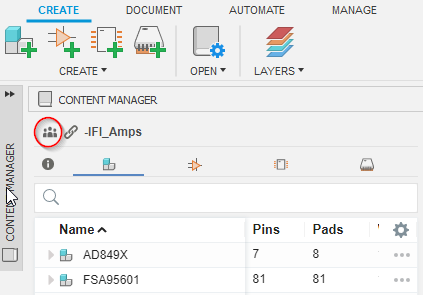 CREATE DOCUMENT AUTOMATE MANAGE
CREATE OPEN LAYERS
CONTENT MANAGER
CONTENT MANAGER
-IFI_Amps
Name Pins Pads
AD849X 7 8
FSA95601 81 81